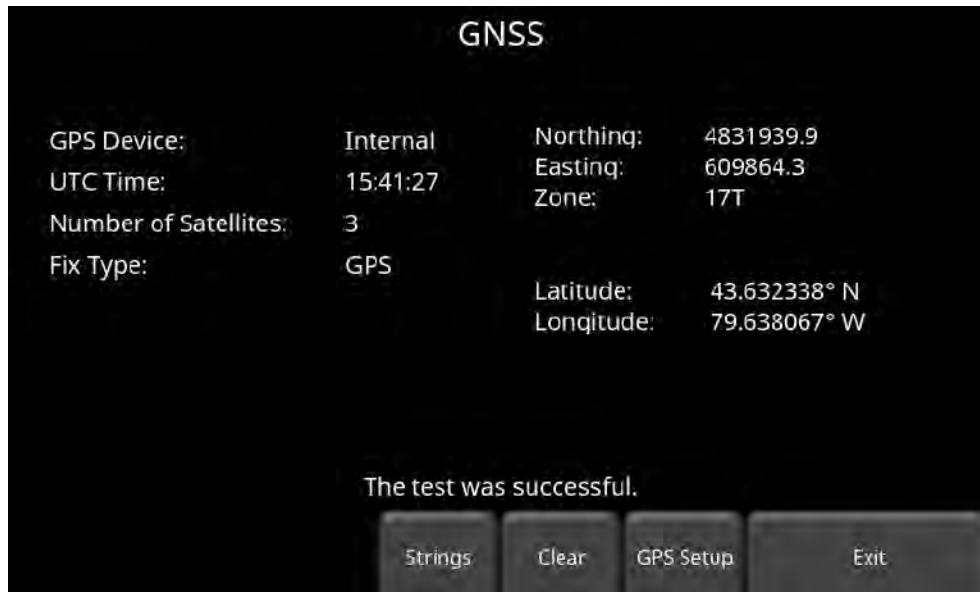 GNSS
GPS Device: Internal
UTC Time: 15:41:27
Number of Satellites: 3
Fix Type: GPS
Northing: 4831939.9
Easting: 609864.3
Zone: 17T
Latitude: 43.632338° N
Longitude: 79.638067° W
The test was successful.
Strings Clear GPS Setup Exit